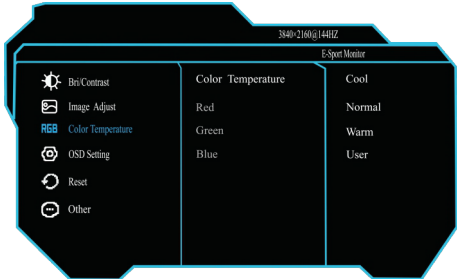 3840×2160@144HZ
E-Sport Monitor
Bri/Contrast
Image Adjust
RGB Color Temperature
OSD Setting
Reset
Other
Color Temperature
Red
Green
Blue
Cool
Normal
Warm
User